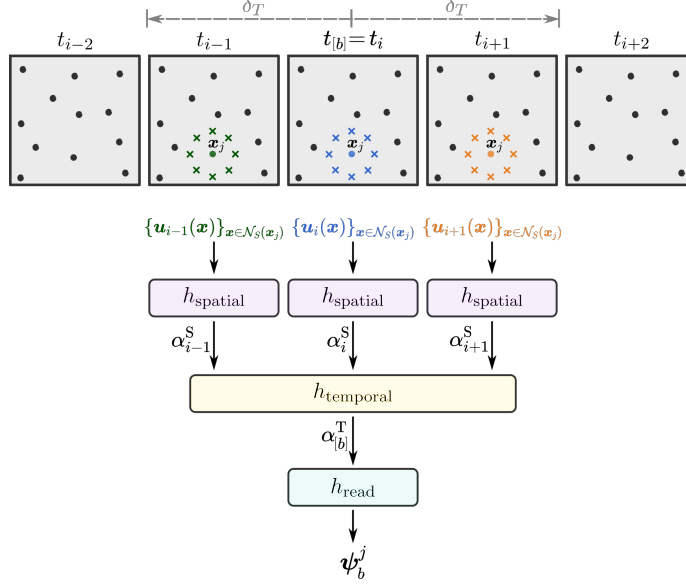 δ_T δ_T
t_{i−2} t_{i−1} t_{[b]} = t_i t_{i+1} t_{i+2}
x_j x_j x_j
{u_{i−1}(x)}_{x∈N_S(x_j)} {u_i(x)}_{x∈N_S(x_j)} {u_{i+1}(x)}_{x∈N_S(x_j)}
h_spatial h_spatial h_spatial
α^S_{i−1} α^S_i α^S_{i+1}
h_temporal
α^T_{[b]}
h_read
ψ^j_b